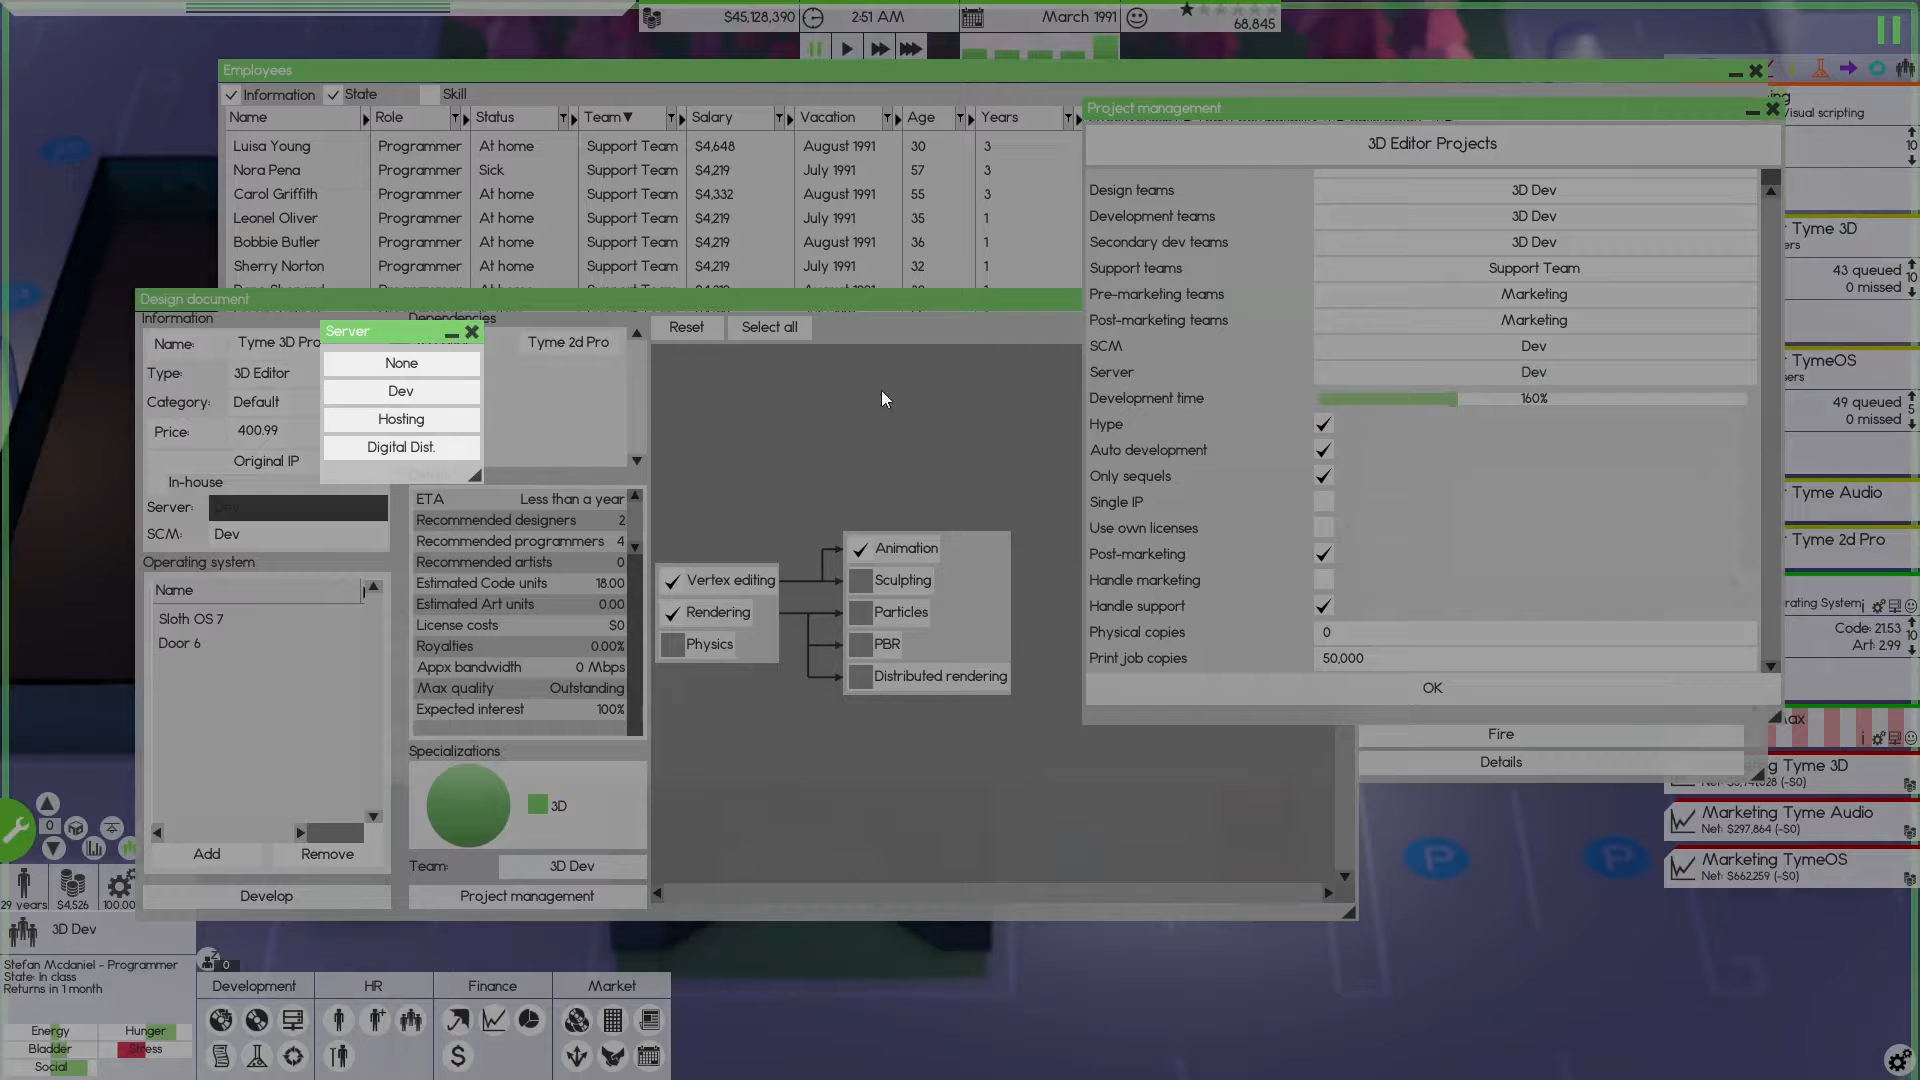 $45,128,390
2:51 AM
March 1991
68,845
Employees
Information
State
Skill
Name Role Status Team▼ Salary Vacation Age Years
Luisa Young Programmer At home Support Team $4,648 August 1991 30 3
Nora Pena Programmer Sick Support Team $4,219 July 1991 57 3
Carol Griffith Programmer At home Support Team $4,332 August 1991 55 3
Leonel Oliver Programmer At home Support Team $4,219 July 1991 35 1
Bobbie Butler Programmer At home Support Team $4,219 August 1991 36 1
Sherry Norton Programmer At home Support Team $4,219 July 1991 32 1
Project management
3D Editor Projects
Design teams 3D Dev
Development teams 3D Dev
Secondary dev teams 3D Dev
Support teams Support Team
Pre-marketing teams Marketing
Post-marketing teams Marketing
SCM Dev
Server Dev
Development time 160%
Hype
Auto development
Only sequels
Single IP
Use own licenses
Post-marketing
Handle marketing
Handle support
Physical copies 0
Print job copies 50,000
OK
Fire
Details
Design document
Information
Name: Tyme 3D Pro
Type: 3D Editor
Category: Default
Price: 400.99
Original IP
In-house
Server: Dev
SCM: Dev
Operating system
Name
Sloth OS 7
Door 6
Add
Remove
Develop
Server
None
Dev
Hosting
Digital Dist.
Dependencies
Tyme 2d Pro
ETA Less than a year
Recommended designers 2
Recommended programmers 4
Recommended artists 0
Estimated Code units 18.00
Estimated Art units 0.00
License costs $0
Royalties 0.00%
Appx bandwidth 0 Mbps
Max quality Outstanding
Expected interest 100%
Specializations
3D
Team: 3D Dev
Project management
Reset
Select all
Vertex editing
Rendering
Physics
Animation
Sculpting
Particles
PBR
Distributed rendering
Visual scripting
10
Tyme 3D
43 queued
0 missed
10
TymeOS
49 queued
0 missed
5
Tyme Audio
Tyme 2d Pro
Code: 21.53
Art: 2.99
10
g Tyme 3D
Marketing Tyme Audio
Net: $297,864 (-$0)
Marketing TymeOS
Net: $662,259 (-$0)
0
29 years
$4,526
100.00
3D Dev
Stefan Mcdaniel - Programmer
State: In class
Returns in 1 month
Energy
Hunger
Bladder
Stress
Social
0
Development
HR
Finance
Market